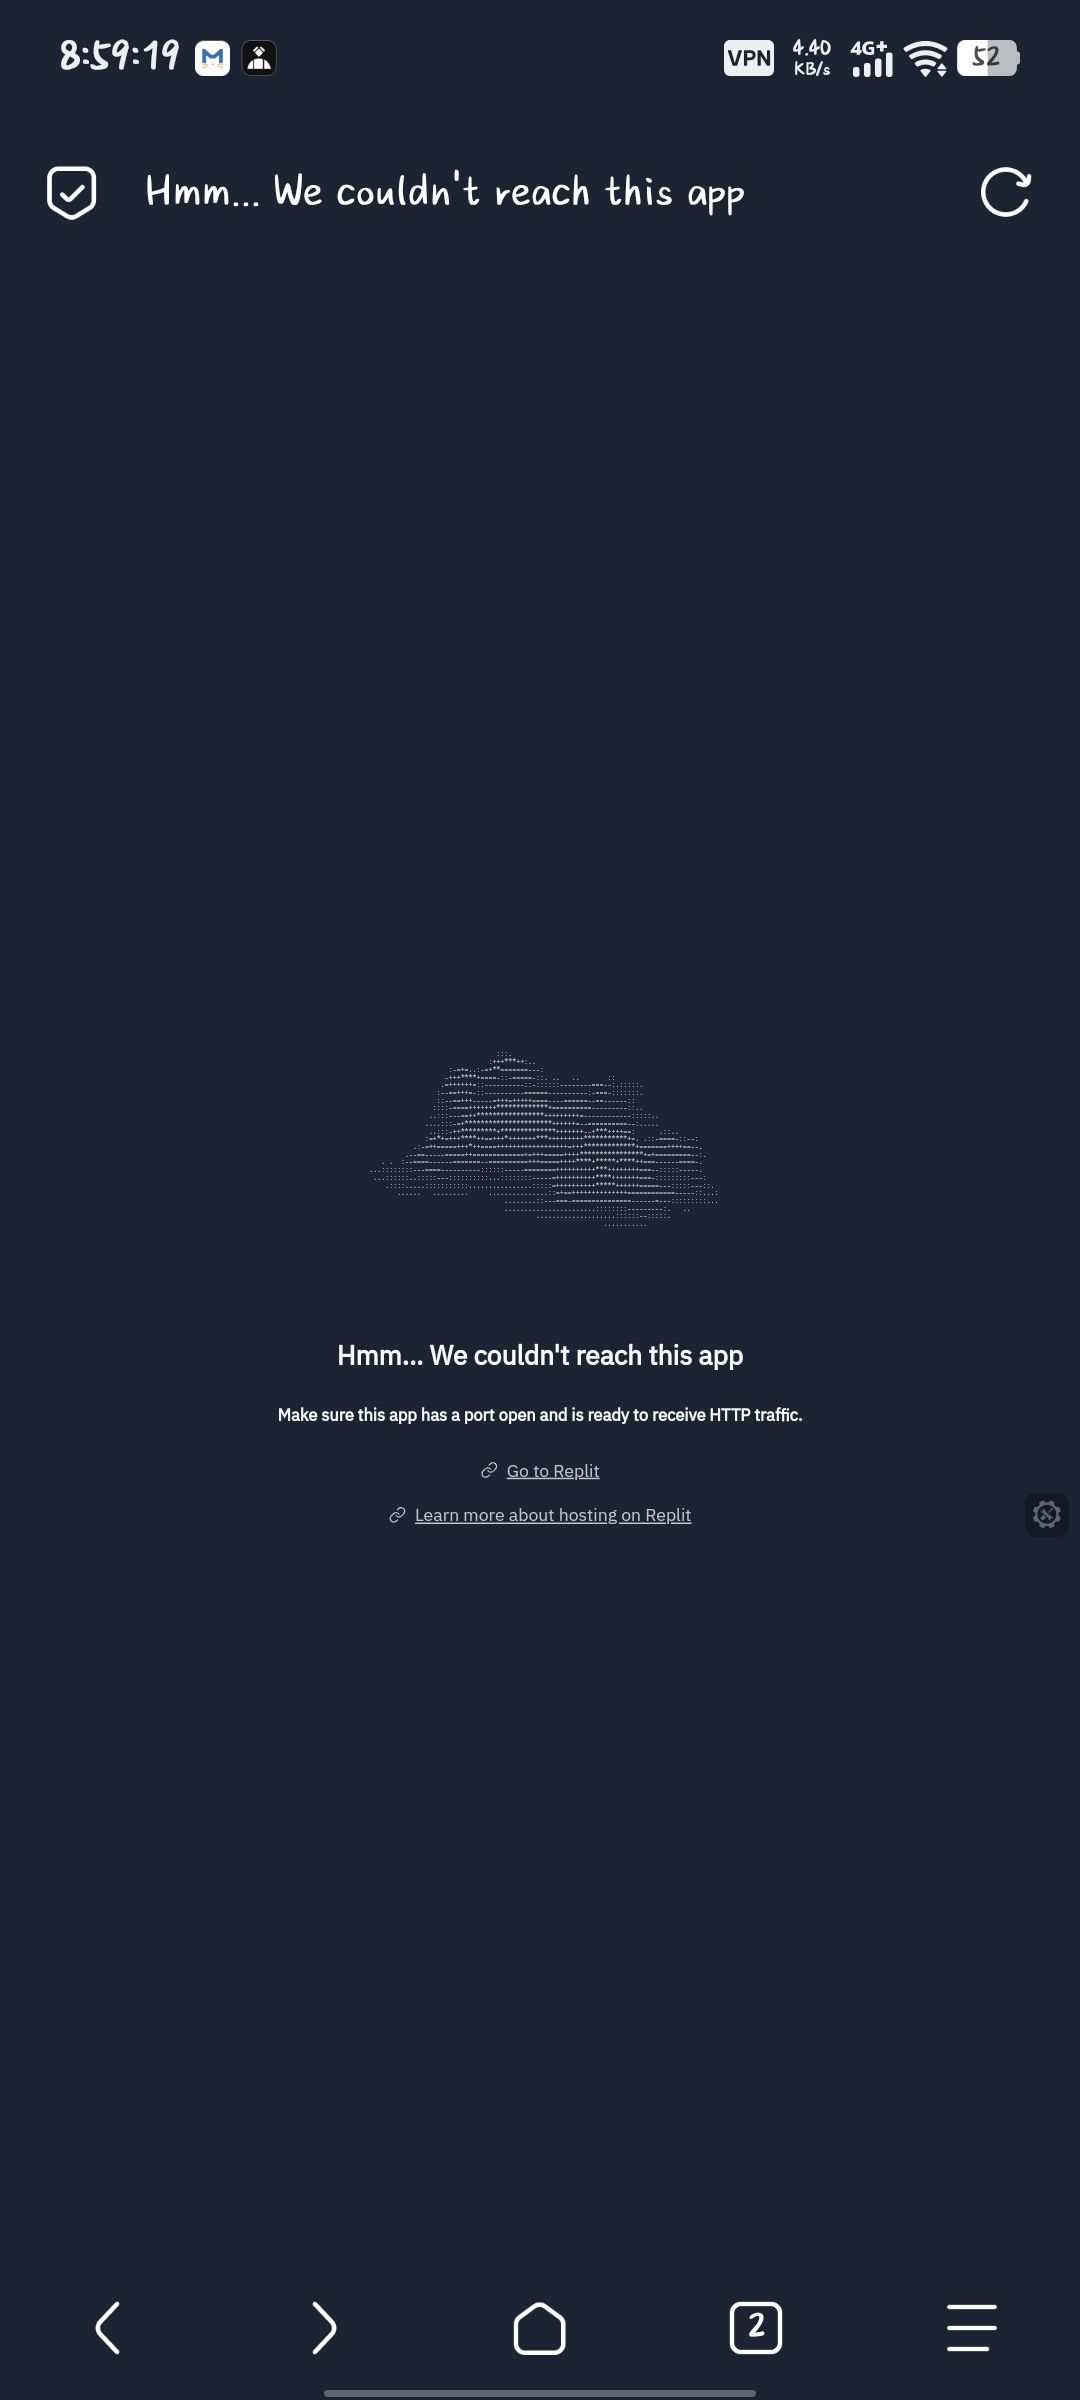 8:59:19
VPN
4.40
KB/s
4G+
52
Hmm... We couldn't reach this app
Hmm... We couldn't reach this app
Make sure this app has a port open and is ready to receive HTTP traffic.
Go to Replit
Learn more about hosting on Replit
2